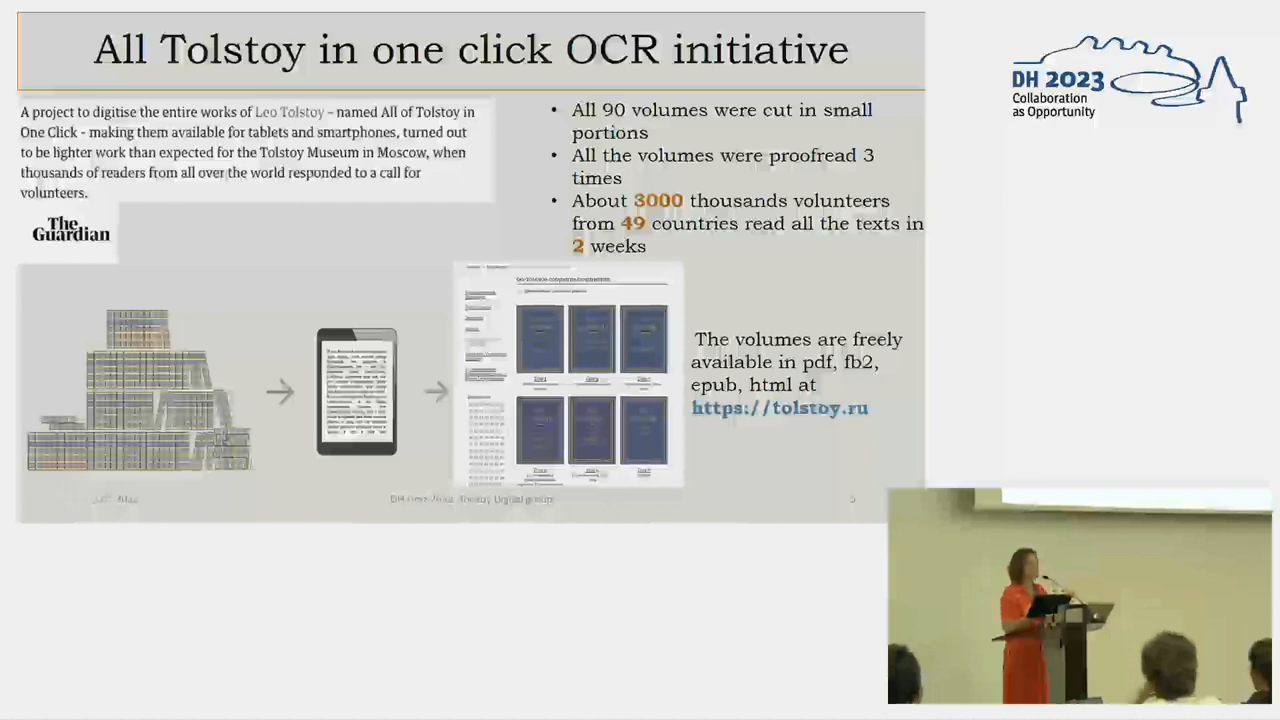 All Tolstoy in one click OCR initiative
A project to digitise the entire works of Leo Tolstoy – named All of Tolstoy in
One Click - making them available for tablets and smartphones, turned out
to be lighter work than expected for the Tolstoy Museum in Moscow, when
thousands of readers from all over the world responded to a call for
volunteers.
The
Guardian
• All 90 volumes were cut in small
portions
• All the volumes were proofread 3
times
• About 3000 thousands volunteers
from 49 countries read all the texts in
2 weeks
The volumes are freely
available in pdf, fb2,
epub, html at
https://tolstoy.ru
DH 2023
Collaboration
as Opportunity